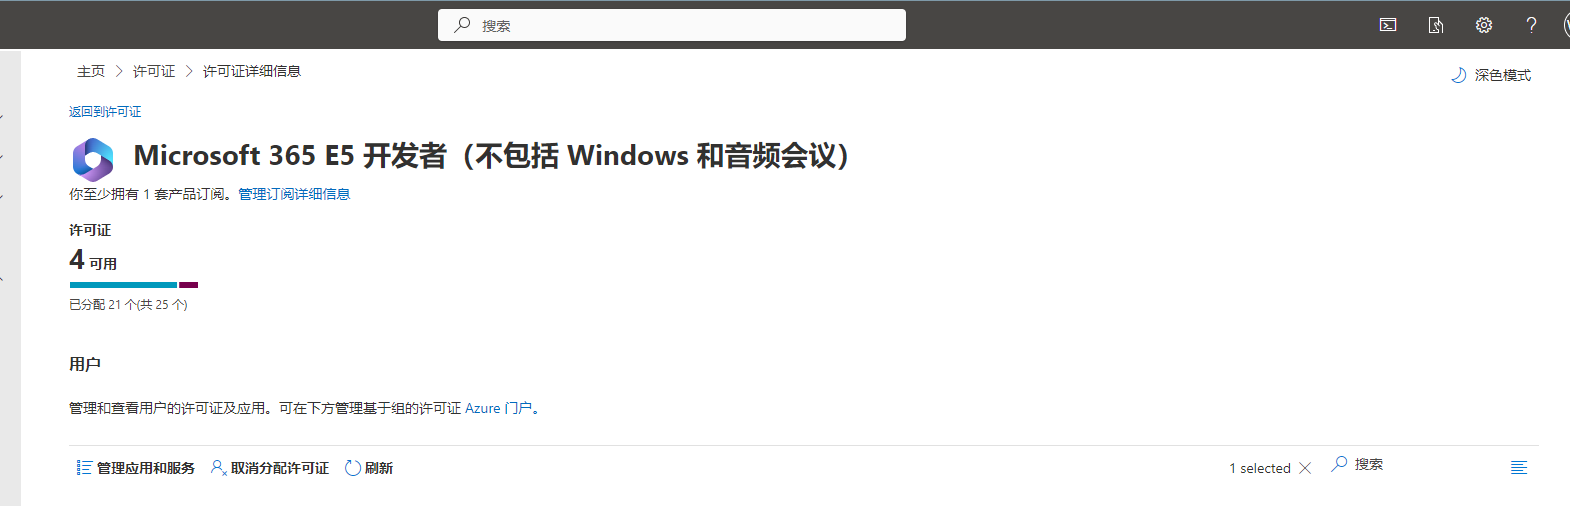 搜索
主页 > 许可证 > 许可证详细信息
深色模式
返回到许可证
Microsoft 365 E5 开发者（不包括 Windows 和音频会议）
你至少拥有 1 套产品订阅。管理订阅详细信息
许可证
4 可用
已分配 21 个(共 25 个)
用户
管理和查看用户的许可证及应用。可在下方管理基于组的许可证 Azure 门户。
管理应用和服务 取消分配许可证 刷新 1 selected 搜索